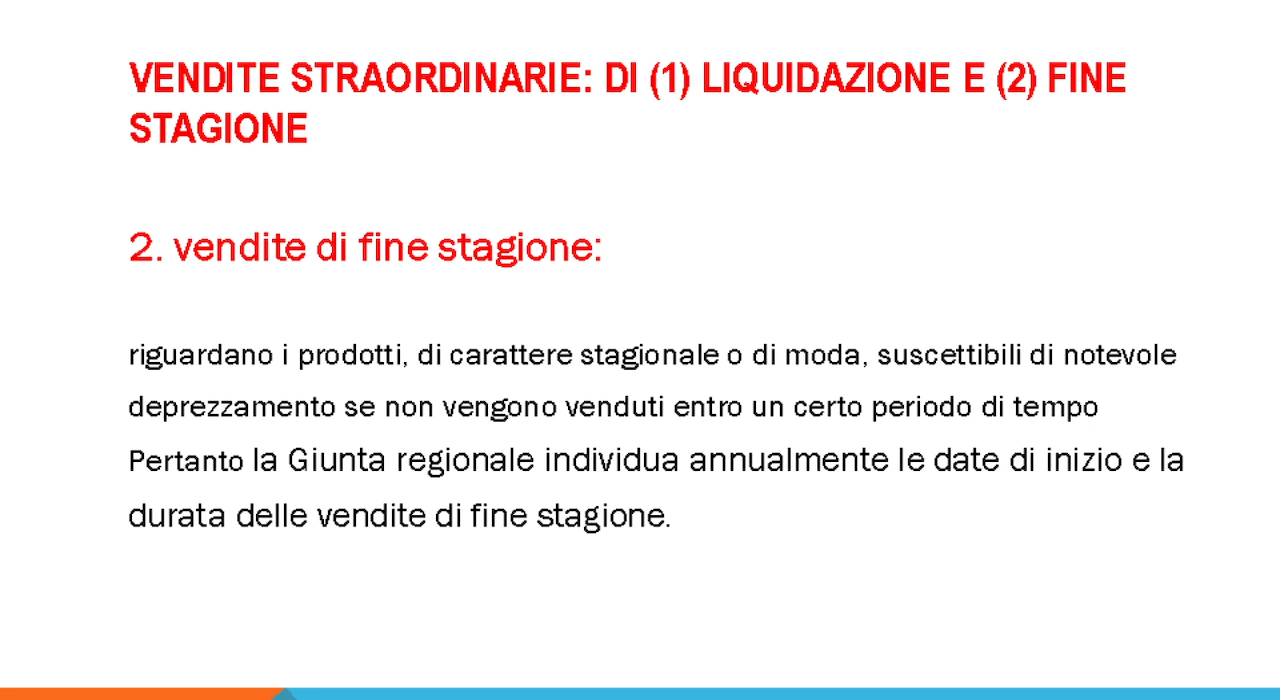 VENDITE STRAORDINARIE: DI (1) LIQUIDAZIONE E (2) FINE
STAGIONE
2. vendite di fine stagione:
riguardano i prodotti, di carattere stagionale o di moda, suscettibili di notevole
deprezzamento se non vengono venduti entro un certo periodo di tempo
Pertanto la Giunta regionale individua annualmente le date di inizio e la
durata delle vendite di fine stagione.